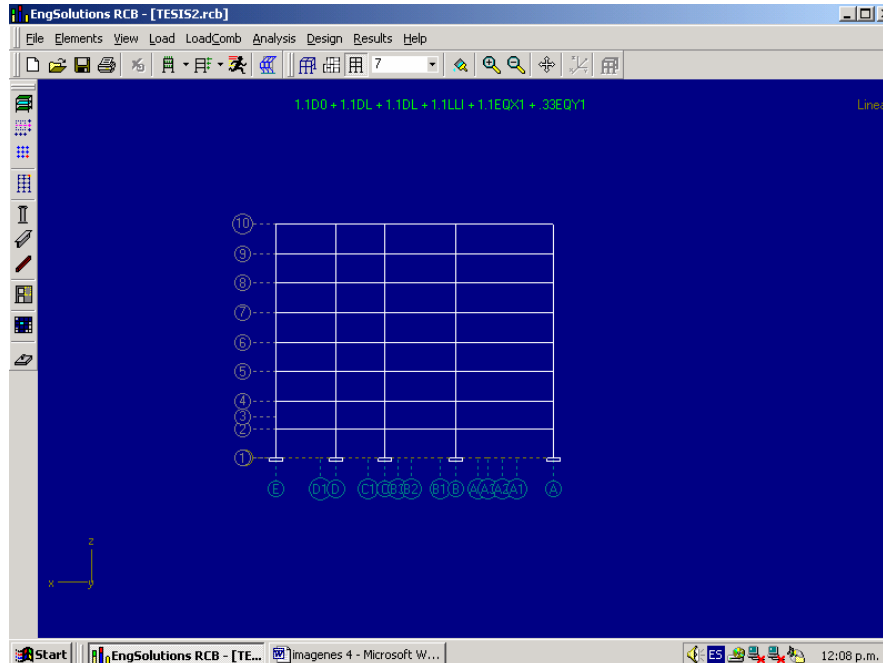 EngSolutions RCB - [TESIS2.rcb]
File Elements View Load LoadComb Analysis Design Results Help
7
1.1D0 + 1.1DL + 1.1DL + 1.1LLI + 1.1EQX1 + .33EQY1
Linea
10
9
8
7
6
5
4
3
2
1
E D1 D C1 B2 B1 B A1 A
z
x y
Start EngSolutions RCB - [TE... imagenes 4 - Microsoft W... ES 12:08 p.m.